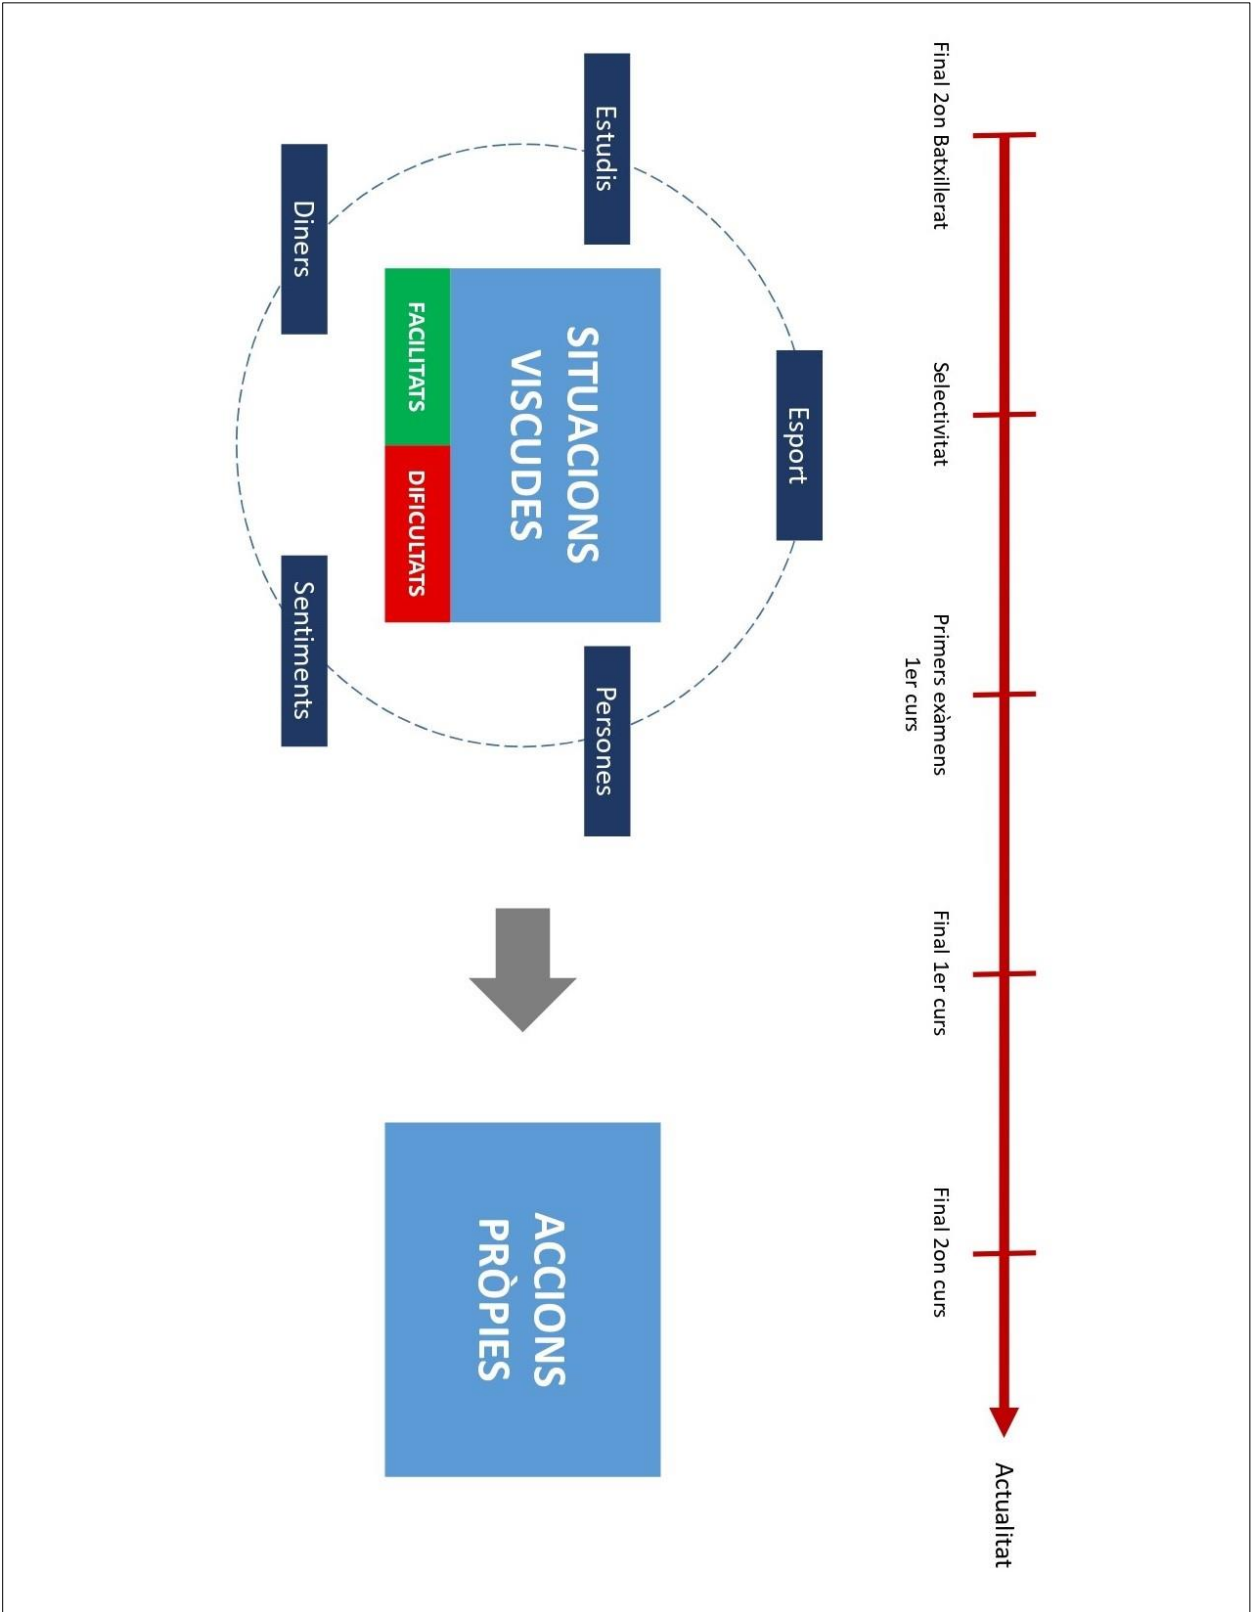 Final 2on Batxillerat
Selectivitat
Primers exàmens
1er curs
Final 1er curs
Final 2on curs
Actualitat
Esport
Estudis
Persones
SITUACIONS
VISCUDES
FACILITATS
DIFICULTATS
Diners
Sentiments
ACCIONS
PRÒPIES